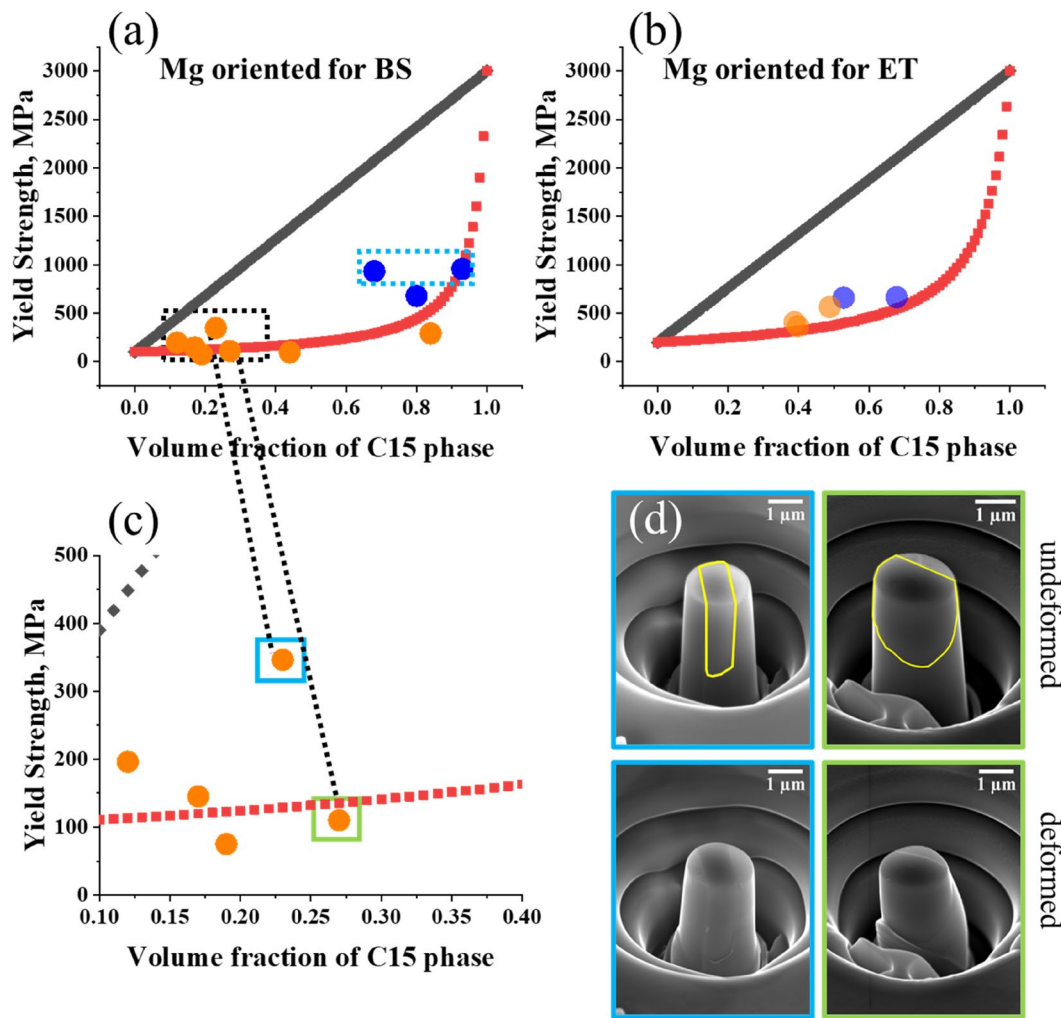 (a)
Mg oriented for BS
Yield Strength, MPa
3000
2500
2000
1500
1000
500
0
0.0 0.2 0.4 0.6 0.8 1.0
Volume fraction of C15 phase
(b)
Mg oriented for ET
Yield Strength, MPa
3000
2500
2000
1500
1000
500
0
0.0 0.2 0.4 0.6 0.8 1.0
Volume fraction of C15 phase
(c)
Yield Strength, MPa
500
400
300
200
100
0
0.10 0.15 0.20 0.25 0.30 0.35 0.40
Volume fraction of C15 phase
(d)
1 µm
1 µm
undeformed
1 µm
1 µm
deformed